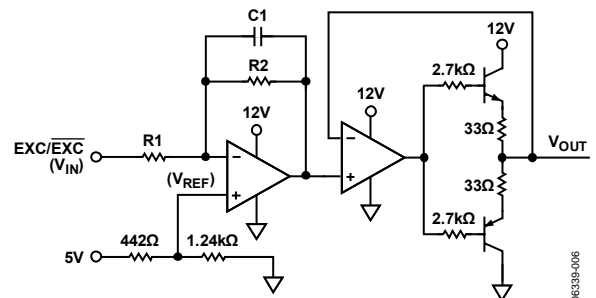 C1
12V
2.7kΩ
R2
12V
12V
33Ω
R1
EXC/EXC
(VIN)
VOUT
(VREF)
33Ω
2.7kΩ
442Ω
1.24kΩ
5V
06339-006